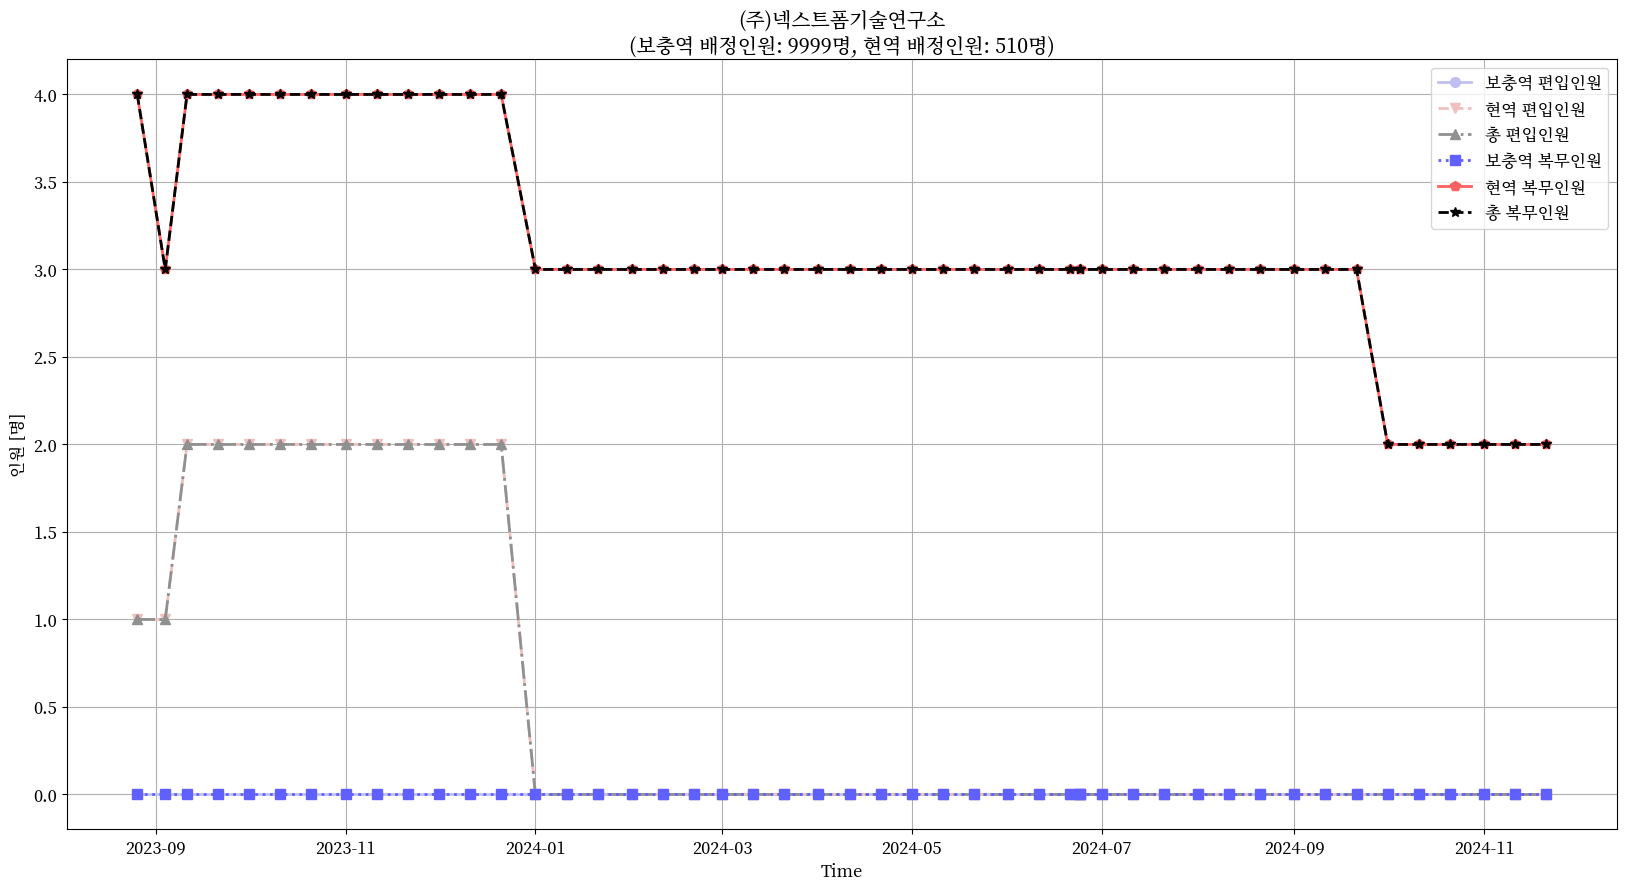 (주)넥스트폼기술연구소
(보충역 배정인원: 9999명, 현역 배정인원: 510명)
보충역 편입인원
현역 편입인원
총 편입인원
보충역 복무인원
현역 복무인원
총 복무인원
4.0
3.5
3.0
2.5
2.0
1.5
1.0
0.5
0.0
인원 [명]
2023-09
2023-11
2024-01
2024-03
2024-05
2024-07
2024-09
2024-11
Time